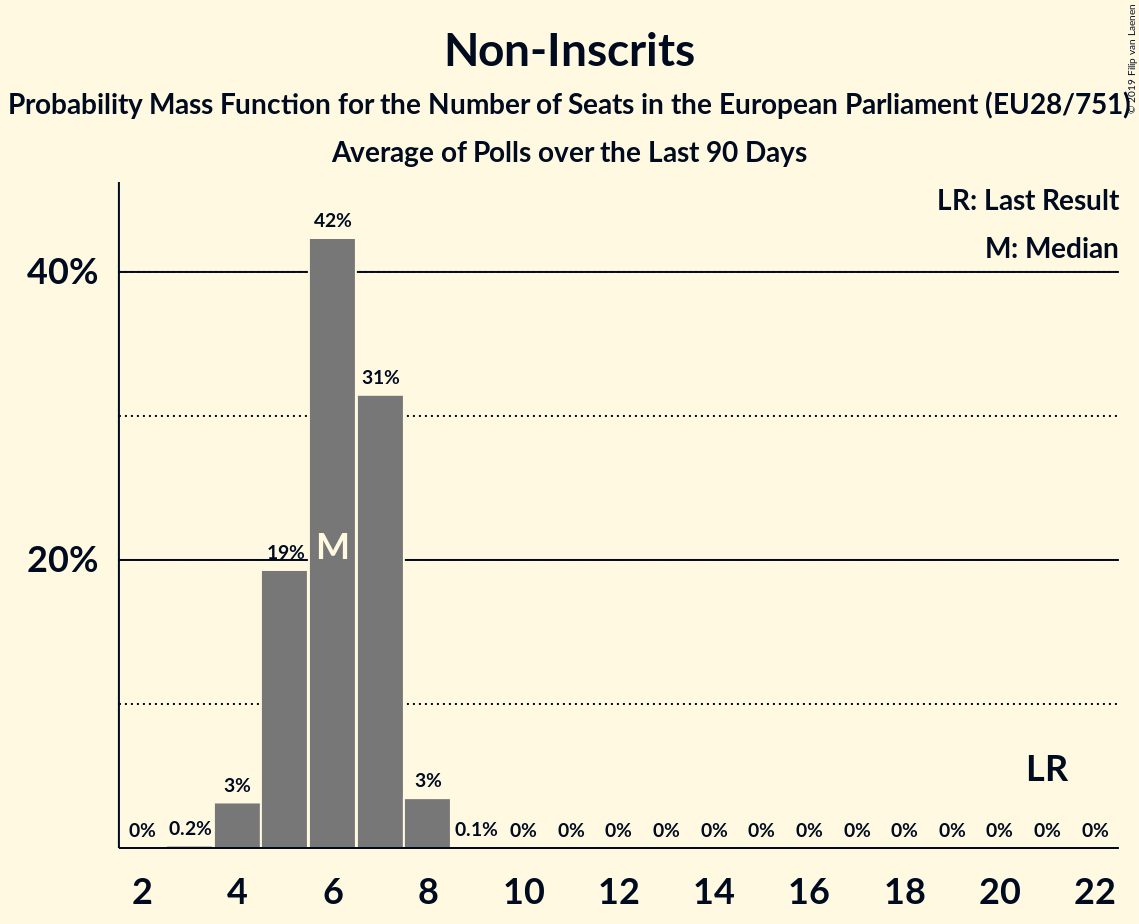 Non-Inscrits
Probability Mass Function for the Number of Seats in the European Parliament (EU28/751)
Average of Polls over the Last 90 Days
© 2019 Filip van Laenen
LR: Last Result
M: Median
40%
20%
0%
0.2%
3%
19%
42%
M
31%
3%
0.1%
0%
0%
0%
0%
0%
0%
0%
0%
0%
0%
0%
0%
0%
LR
2 4 6 8 10 12 14 16 18 20 22